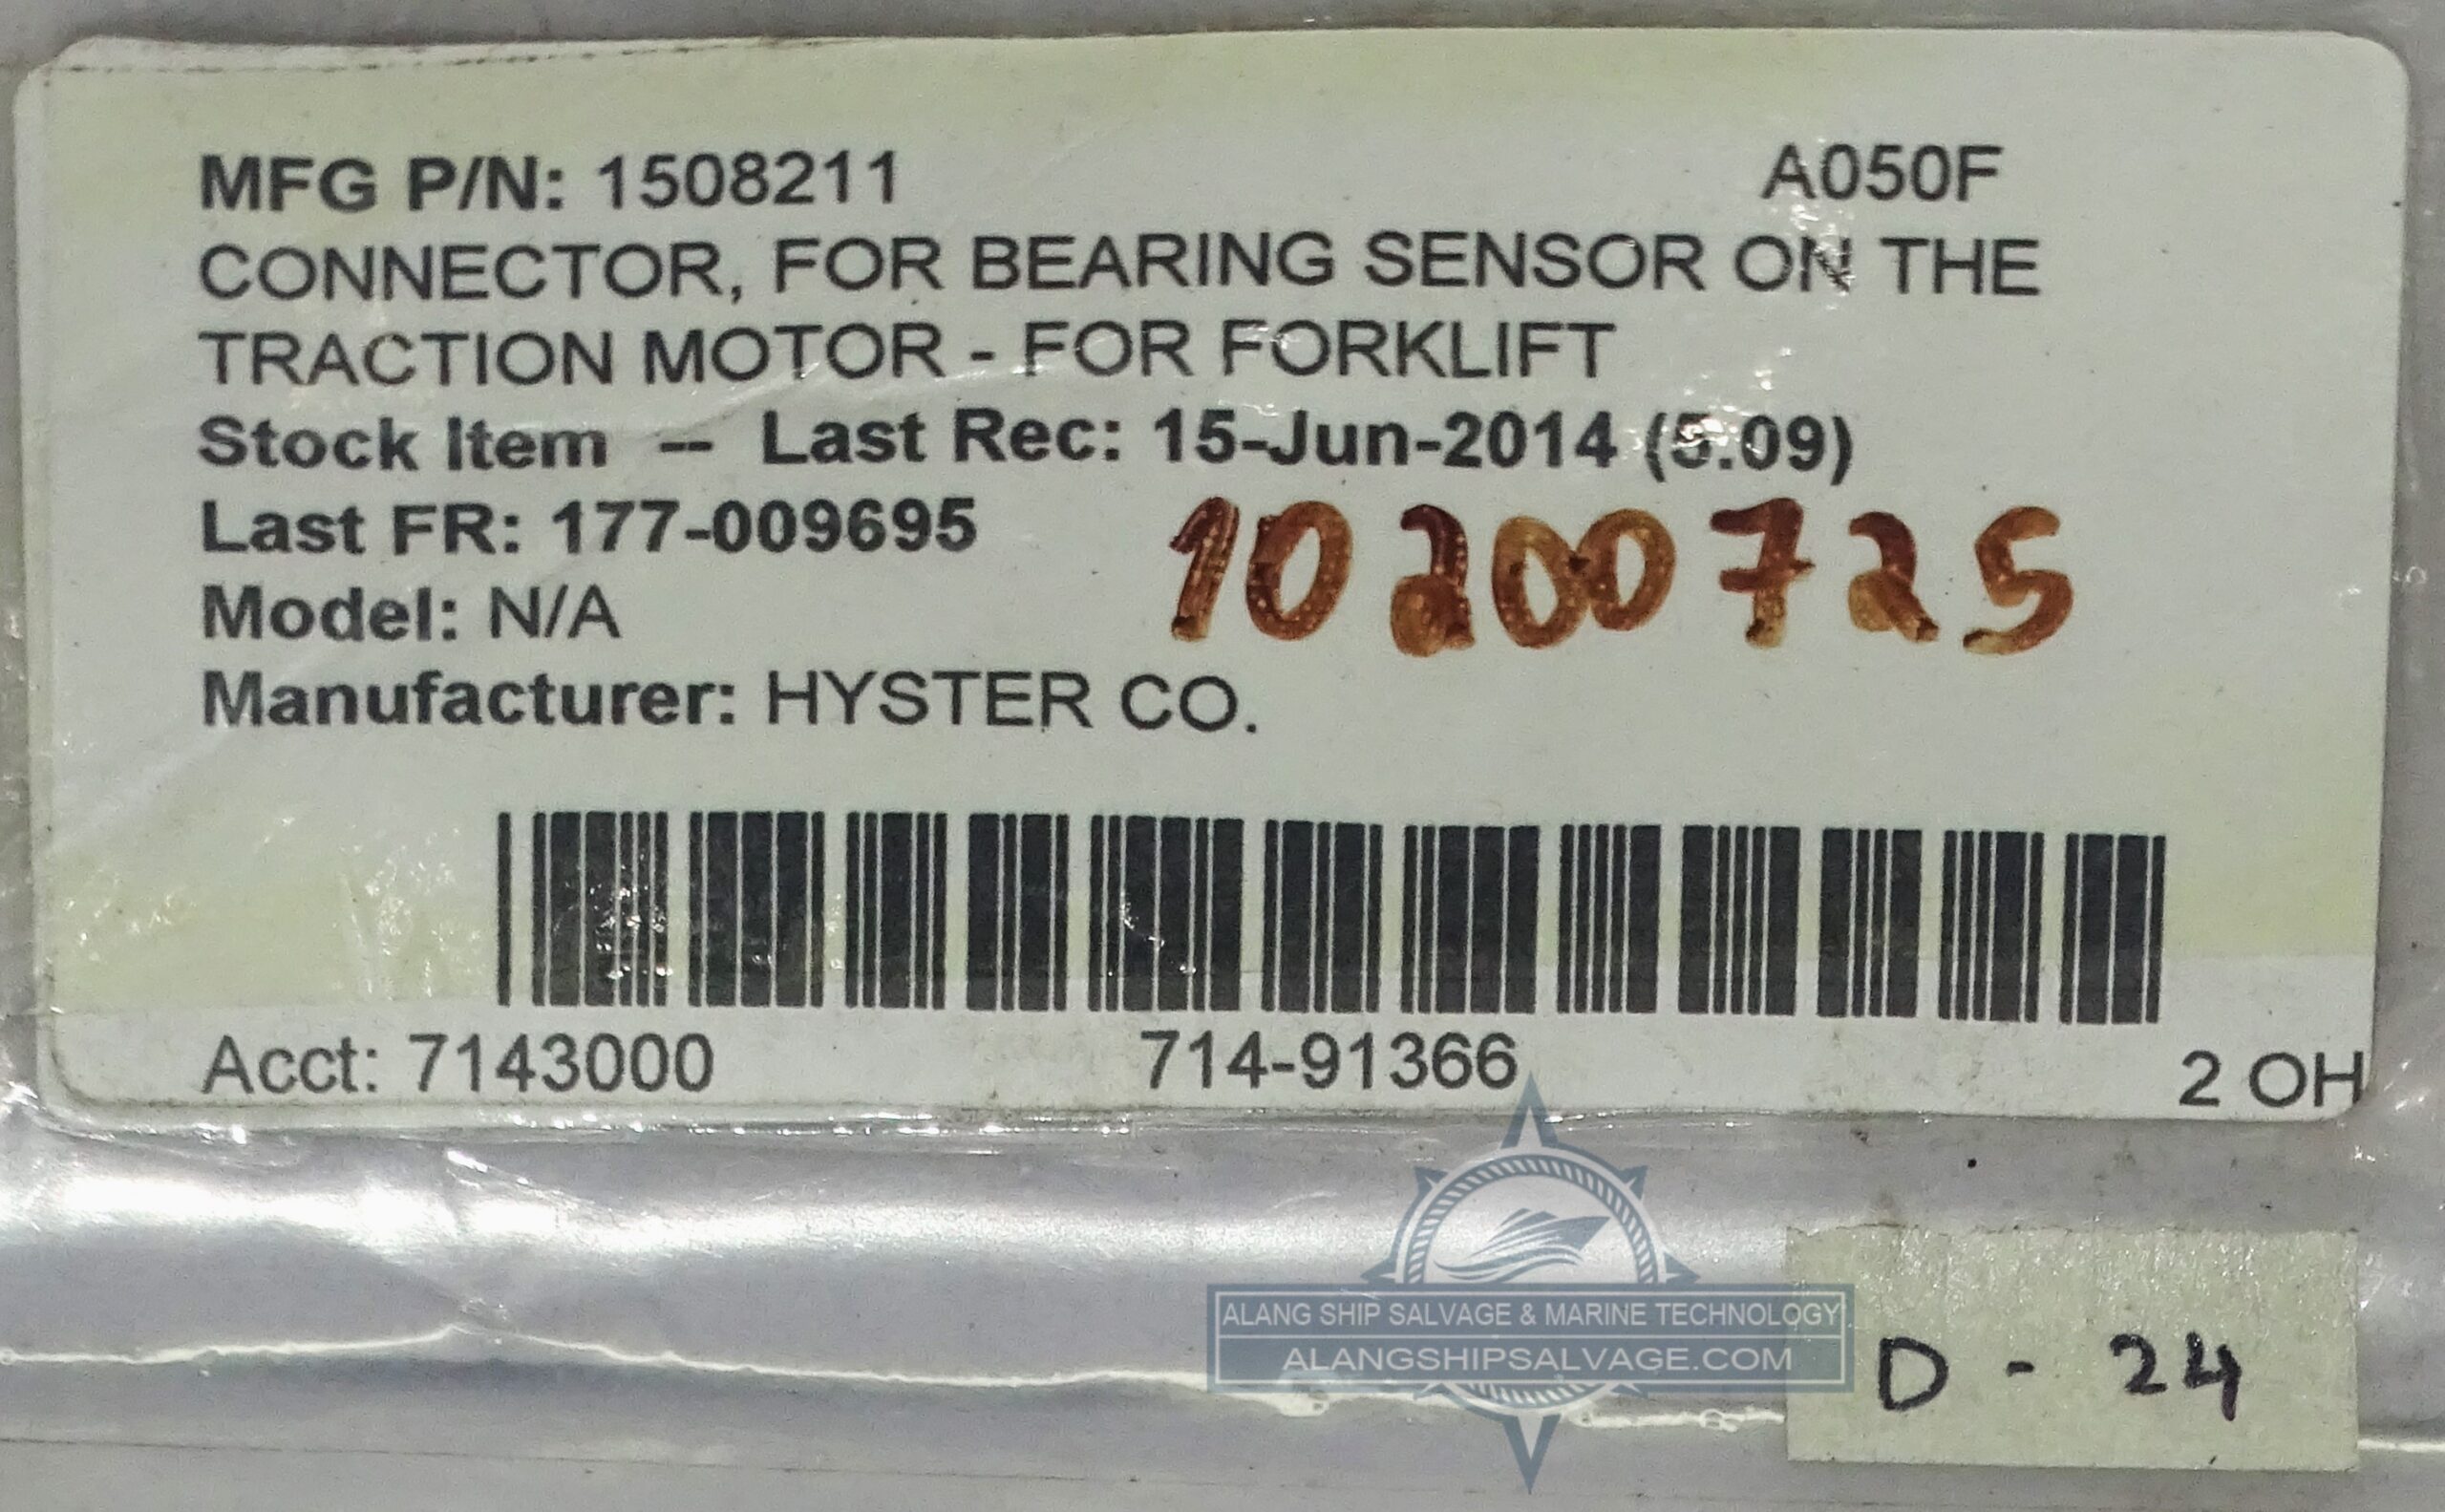 MFG P/N: 1508211 A050F
CONNECTOR, FOR BEARING SENSOR ON THE
TRACTION MOTOR - FOR FORKLIFT
Stock Item -- Last Rec: 15-Jun-2014 (5.09)
Last FR: 177-009695
10200725
Model: N/A
Manufacturer: HYSTER CO.
Acct: 7143000 714-91366 2 OH
ALANG SHIP SALVAGE & MARINE TECHNOLOGY
ALANGSHIPSALVAGE.COM
D - 24